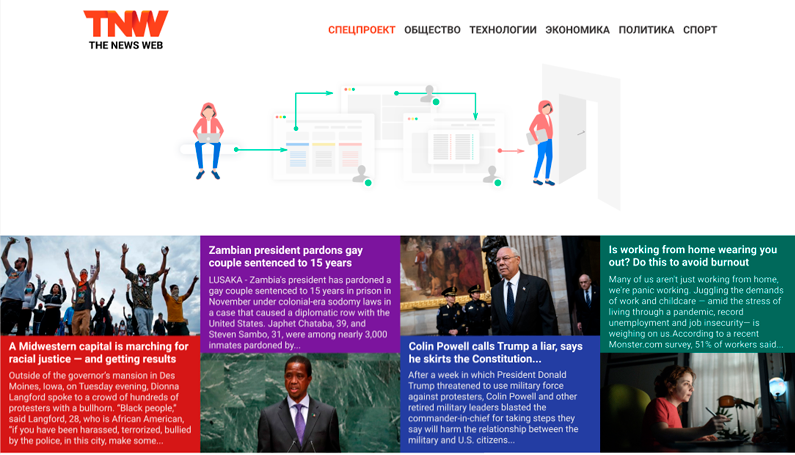 TNW
THE NEWS WEB
СПЕЦПРОЕКТ ОБЩЕСТВО ТЕХНОЛОГИИ ЭКОНОМИКА ПОЛИТИКА СПОРТ
A Midwestern capital is marching for
racial justice — and getting results
Outside of the governor's mansion in Des
Moines, Iowa, on Tuesday evening, Dionna
Langford spoke to a crowd of hundreds of
protesters with a bullhorn. "Black people,"
said Langford, 28, who is African American,
"if you have been harassed, terrorized, bullied
by the police, in this city, make some...
Zambian president pardons gay
couple sentenced to 15 years
LUSAKA - Zambia's president has pardoned a
gay couple sentenced to 15 years in prison in
November under colonial-era sodomy laws in
a case that caused a diplomatic row with the
United States. Japhet Chataba, 39, and
Steven Sambo, 31, were among nearly 3,000
inmates pardoned by...
Colin Powell calls Trump a liar, says
he skirts the Constitution...
After a week in which President Donald
Trump threatened to use military force
against protesters, Colin Powell and other
retired military leaders blasted the
commander-in-chief for taking steps they
say will harm the relationship between the
military and U.S. citizens...
Is working from home wearing you
out? Do this to avoid burnout
Many of us aren't just working from home,
we're panic working. Juggling the demands
of work and childcare — amid the stress of
living through a pandemic, record
unemployment and job insecurity— is
weighing on us.According to a recent
Monster.com survey, 51% of workers said...